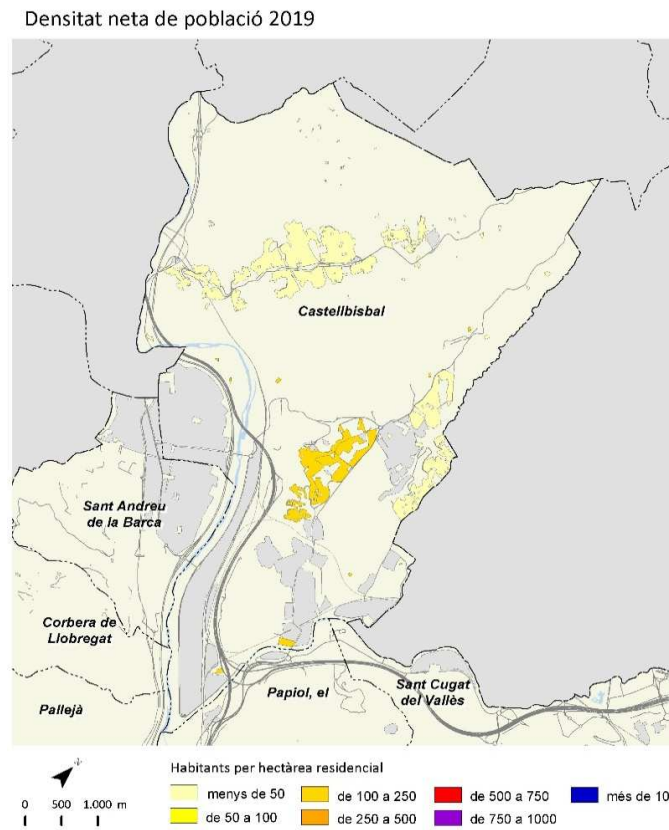 Densitat neta de població 2019
Castellbisbal
Sant Andreu
de la Barca
Corbera de
Llobregat
Pallejà
Papiol, el
Sant Cugat
del Vallès
Habitants per hectàrea residencial
menys de 50
de 100 a 250
de 500 a 750
més de 10
de 50 a 100
de 250 a 500
de 750 a 1000
0 500 1.000 m